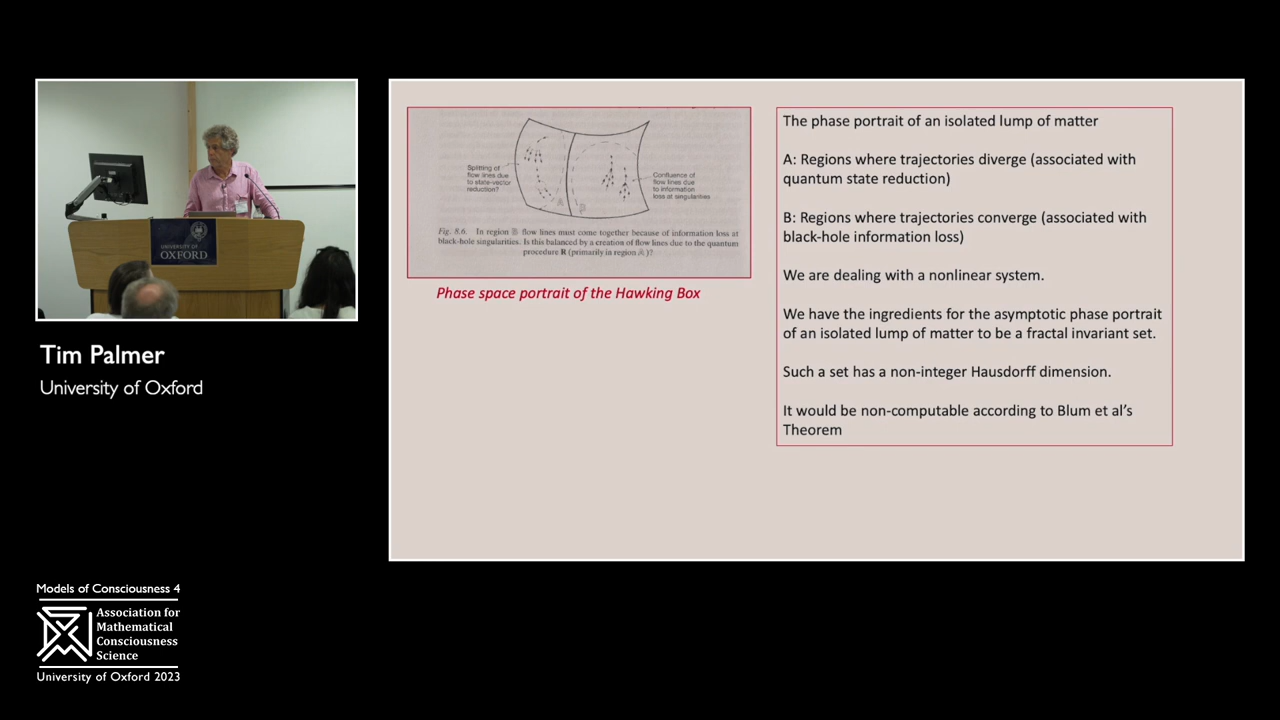 UNIVERSITY OF
OXFORD
Tim Palmer
University of Oxford
Models of Consciousness 4
Association for
Mathematical
Consciousness
Science
University of Oxford 2023
Splitting of
flow lines due
to state-vector
reduction?
Confluence of
flow lines due
to information
loss at singularities
Fig. 8.6. In region B flow lines must come together because of information loss at
black-hole singularities. Is this balanced by a creation of flow lines due to the quantum
procedure R (primarily in region A)?
Phase space portrait of the Hawking Box
The phase portrait of an isolated lump of matter
A: Regions where trajectories diverge (associated with
quantum state reduction)
B: Regions where trajectories converge (associated with
black-hole information loss)
We are dealing with a nonlinear system.
We have the ingredients for the asymptotic phase portrait
of an isolated lump of matter to be a fractal invariant set.
Such a set has a non-integer Hausdorff dimension.
It would be non-computable according to Blum et al’s
Theorem